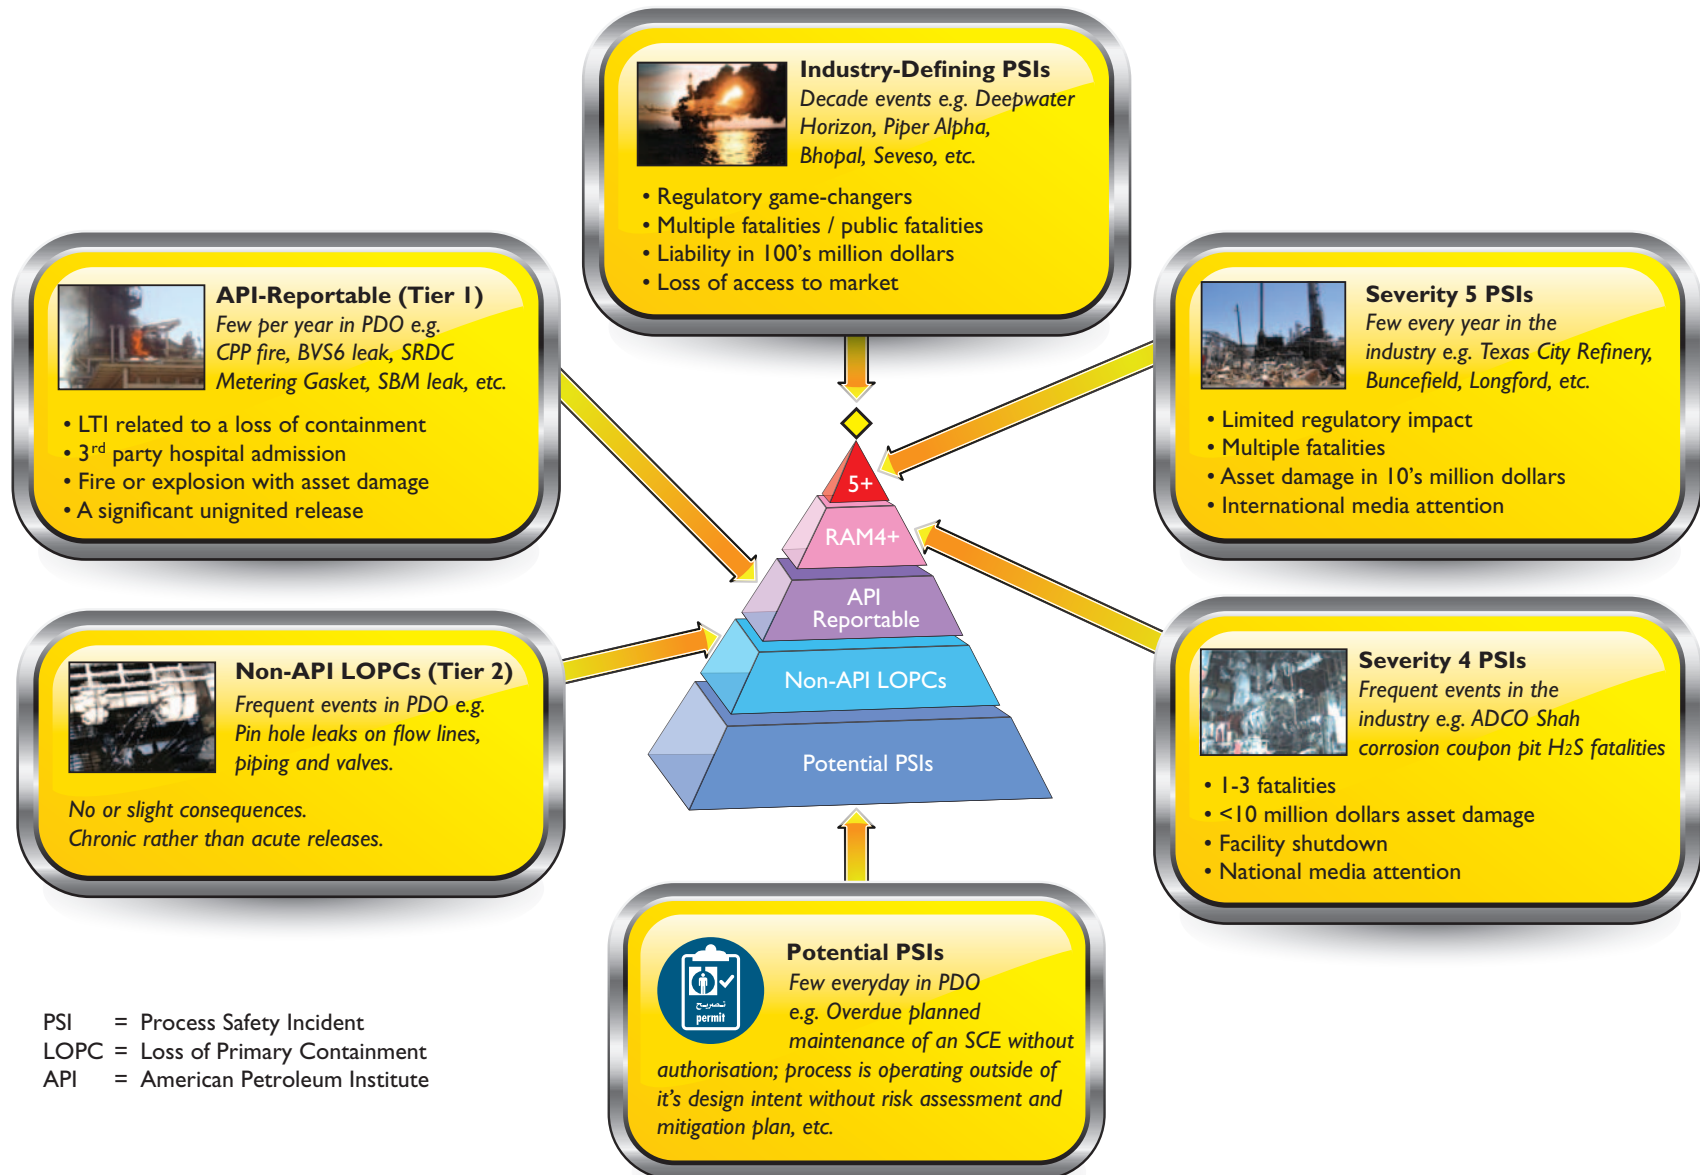 Industry-Defining PSIs
Decade events e.g. Deepwater
Horizon, Piper Alpha,
Bhopal, Seveso, etc.
• Regulatory game-changers
• Multiple fatalities / public fatalities
• Liability in 100's million dollars
• Loss of access to market
API-Reportable (Tier 1)
Few per year in PDO e.g.
CPP fire, BVS6 leak, SRDC
Metering Gasket, SBM leak, etc.
• LTI related to a loss of containment
• 3rd party hospital admission
• Fire or explosion with asset damage
• A significant unignited release
Severity 5 PSIs
Few every year in the
industry e.g. Texas City Refinery,
Buncefield, Longford, etc.
• Limited regulatory impact
• Multiple fatalities
• Asset damage in 10's million dollars
• International media attention
5+
RAM4+
API
Reportable
Non-API LOPCs
Potential PSIs
Non-API LOPCs (Tier 2)
Frequent events in PDO e.g.
Pin hole leaks on flow lines,
piping and valves.
No or slight consequences.
Chronic rather than acute releases.
Severity 4 PSIs
Frequent events in the
industry e.g. ADCO Shah
corrosion coupon pit H2S fatalities
• 1-3 fatalities
• <10 million dollars asset damage
• Facility shutdown
• National media attention
تصريح
permit
Potential PSIs
Few everyday in PDO
e.g. Overdue planned
maintenance of an SCE without
authorisation; process is operating outside of
it's design intent without risk assessment and
mitigation plan, etc.
PSI = Process Safety Incident
LOPC = Loss of Primary Containment
API = American Petroleum Institute